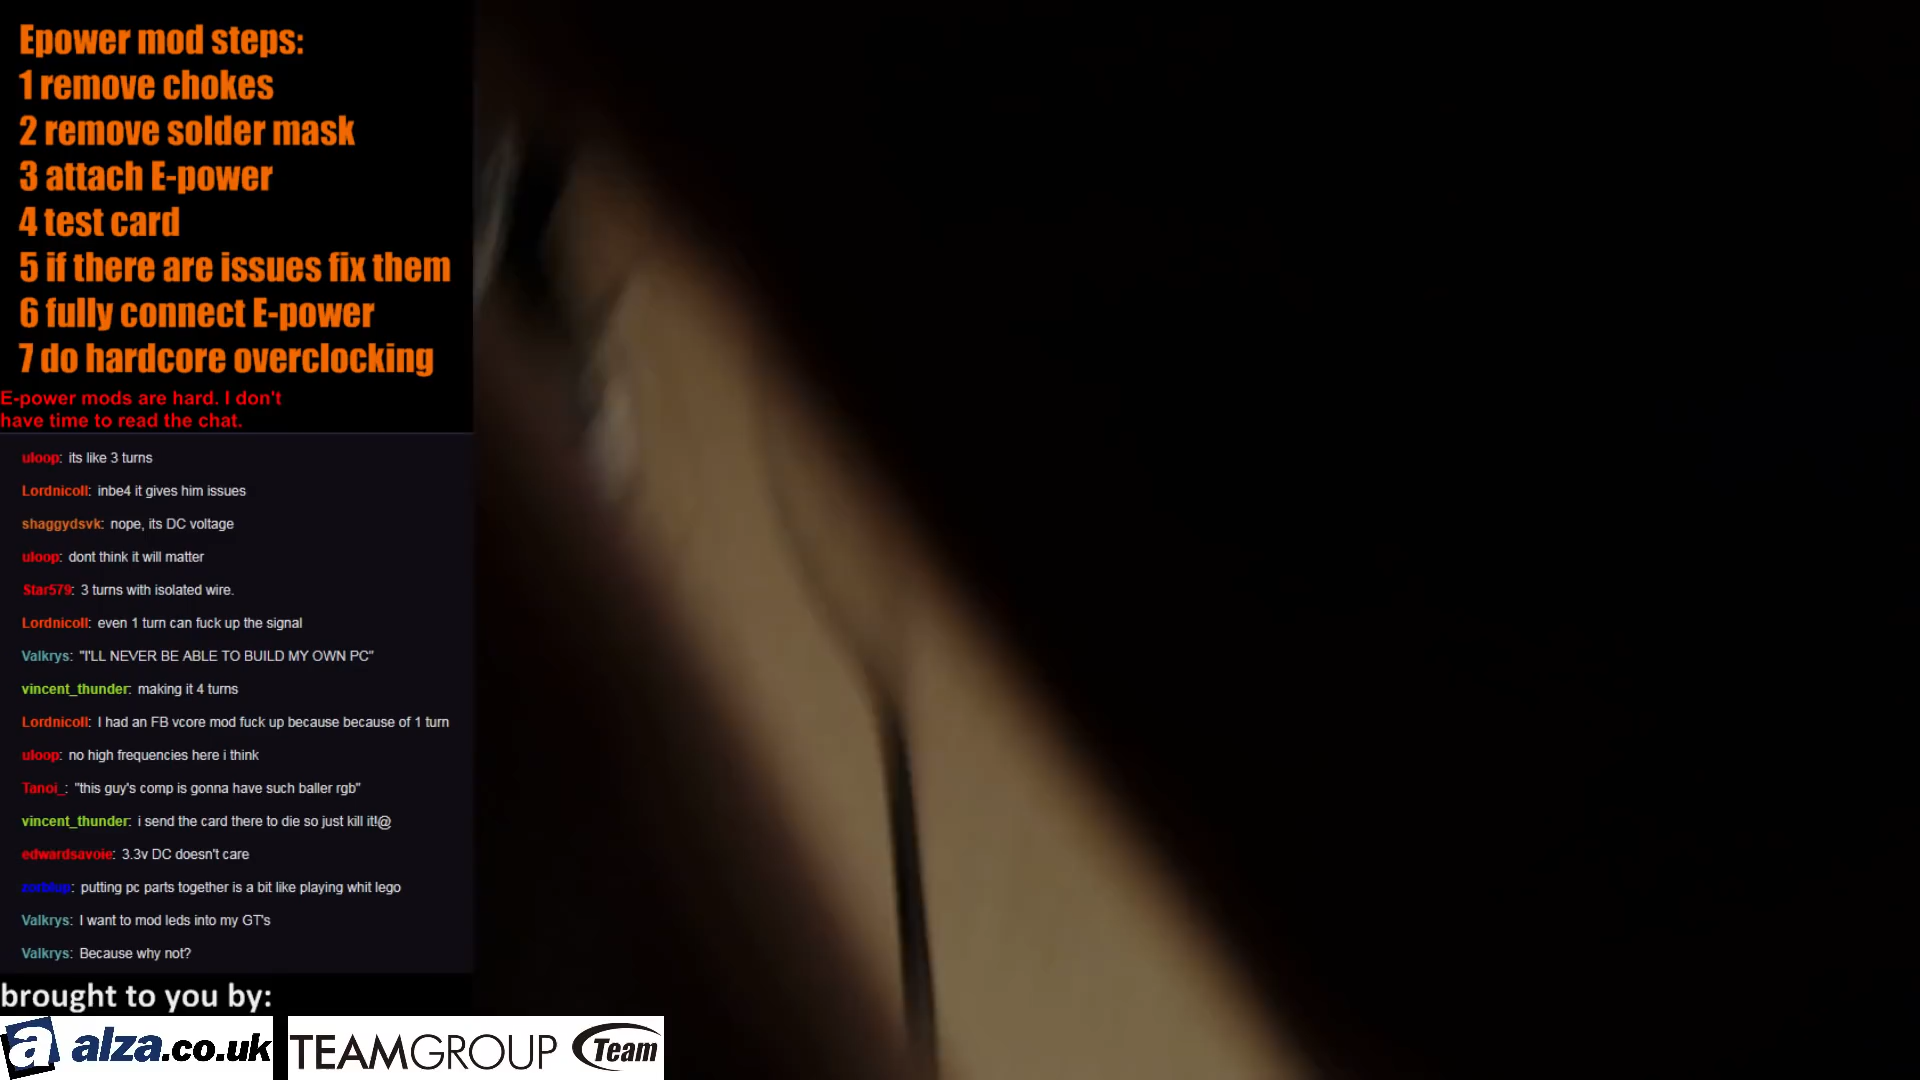 Epower mod steps:
1 remove chokes
2 remove solder mask
3 attach E-power
4 test card
5 if there are issues fix them
6 fully connect E-power
7 do hardcore overclocking
E-power mods are hard. I don't
have time to read the chat.
uloop: its like 3 turns
Lordnicoll: inbe4 it gives him issues
shaggydsvk: nope, its DC voltage
uloop: dont think it will matter
Star579: 3 turns with isolated wire.
Lordnicoll: even 1 turn can fuck up the signal
Valkrys: "I'LL NEVER BE ABLE TO BUILD MY OWN PC"
vincent_thunder: making it 4 turns
Lordnicoll: I had an FB vcore mod fuck up because because of 1 turn
uloop: no high frequencies here i think
Tanoi_: "this guy's comp is gonna have such baller rgb"
vincent_thunder: i send the card there to die so just kill it!@
edwardsavoie: 3.3v DC doesn't care
: putting pc parts together is a bit like playing whit lego
Valkrys: I want to mod leds into my GT's
Valkrys: Because why not?
brought to you by:
a alza.co.uk TEAMGROUP Team